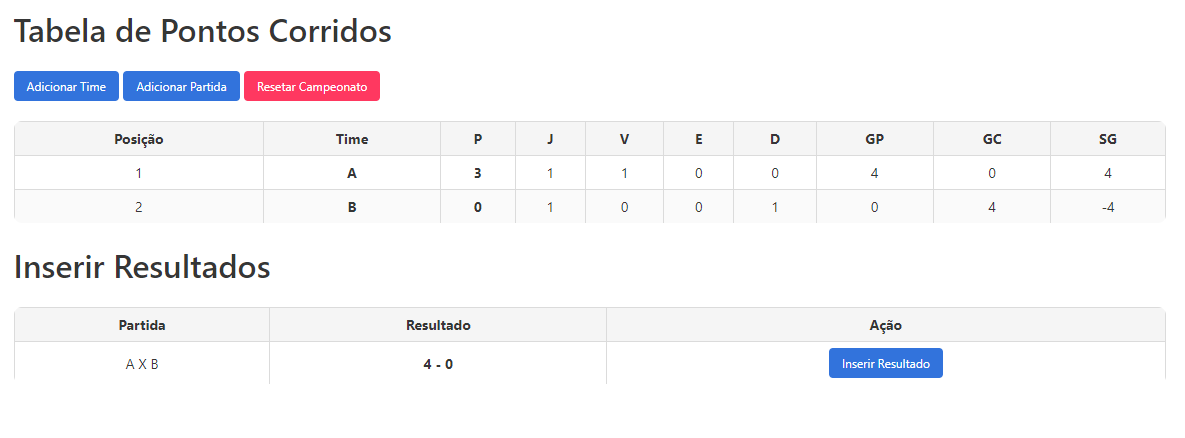 Tabela de Pontos Corridos
Adicionar Time Adicionar Partida Resetar Campeonato
Posição Time P J V E D GP GC SG
1 A 3 1 1 0 0 4 0 4
2 B 0 1 0 0 1 0 4 -4
Inserir Resultados
Partida Resultado Ação
A X B 4 - 0 Inserir Resultado